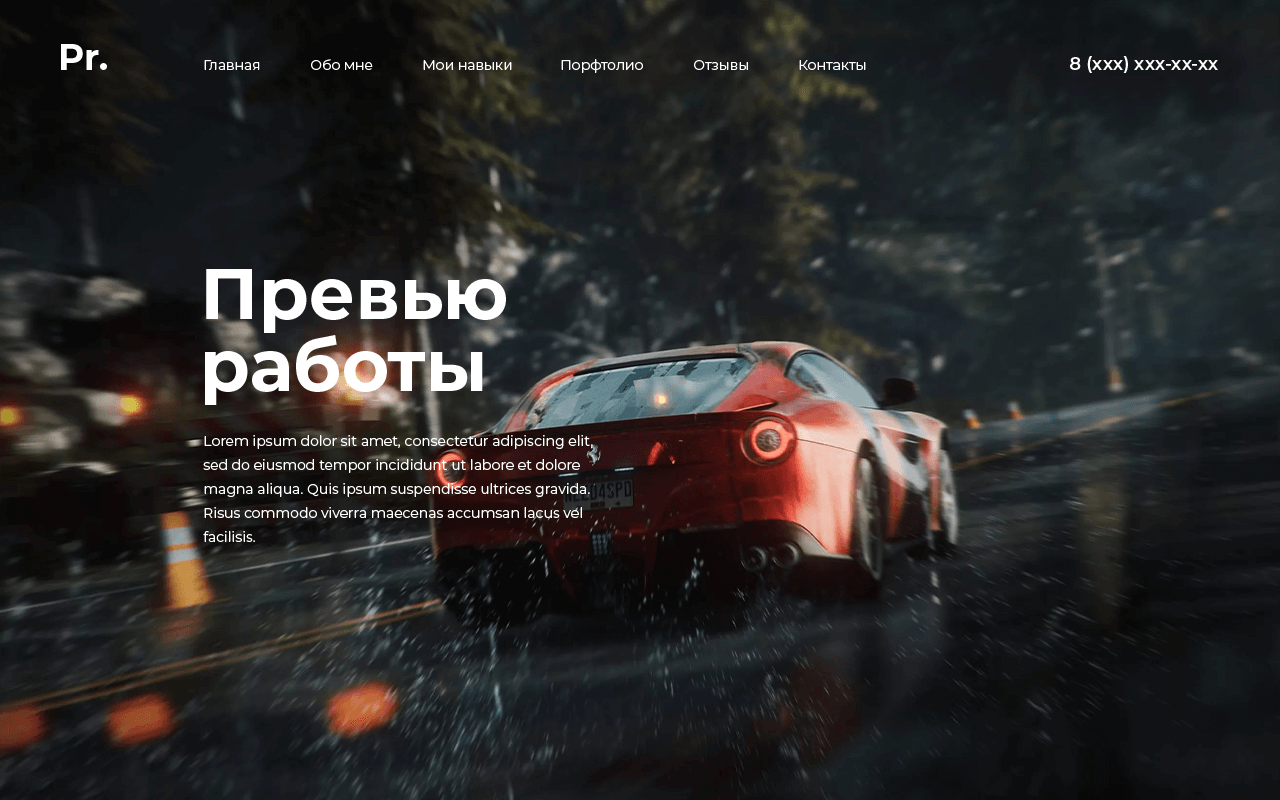 Pr.
Главная Обо мне Мои навыки Порфтолио Отзывы Контакты
8 (xxx) xxx-xx-xx
Превью
работы
Lorem ipsum dolor sit amet, consectetur adipiscing elit,
sed do eiusmod tempor incididunt ut labore et dolore
magna aliqua. Quis ipsum suspendisse ultrices gravida.
Risus commodo viverra maecenas accumsan lacus vel
facilisis.